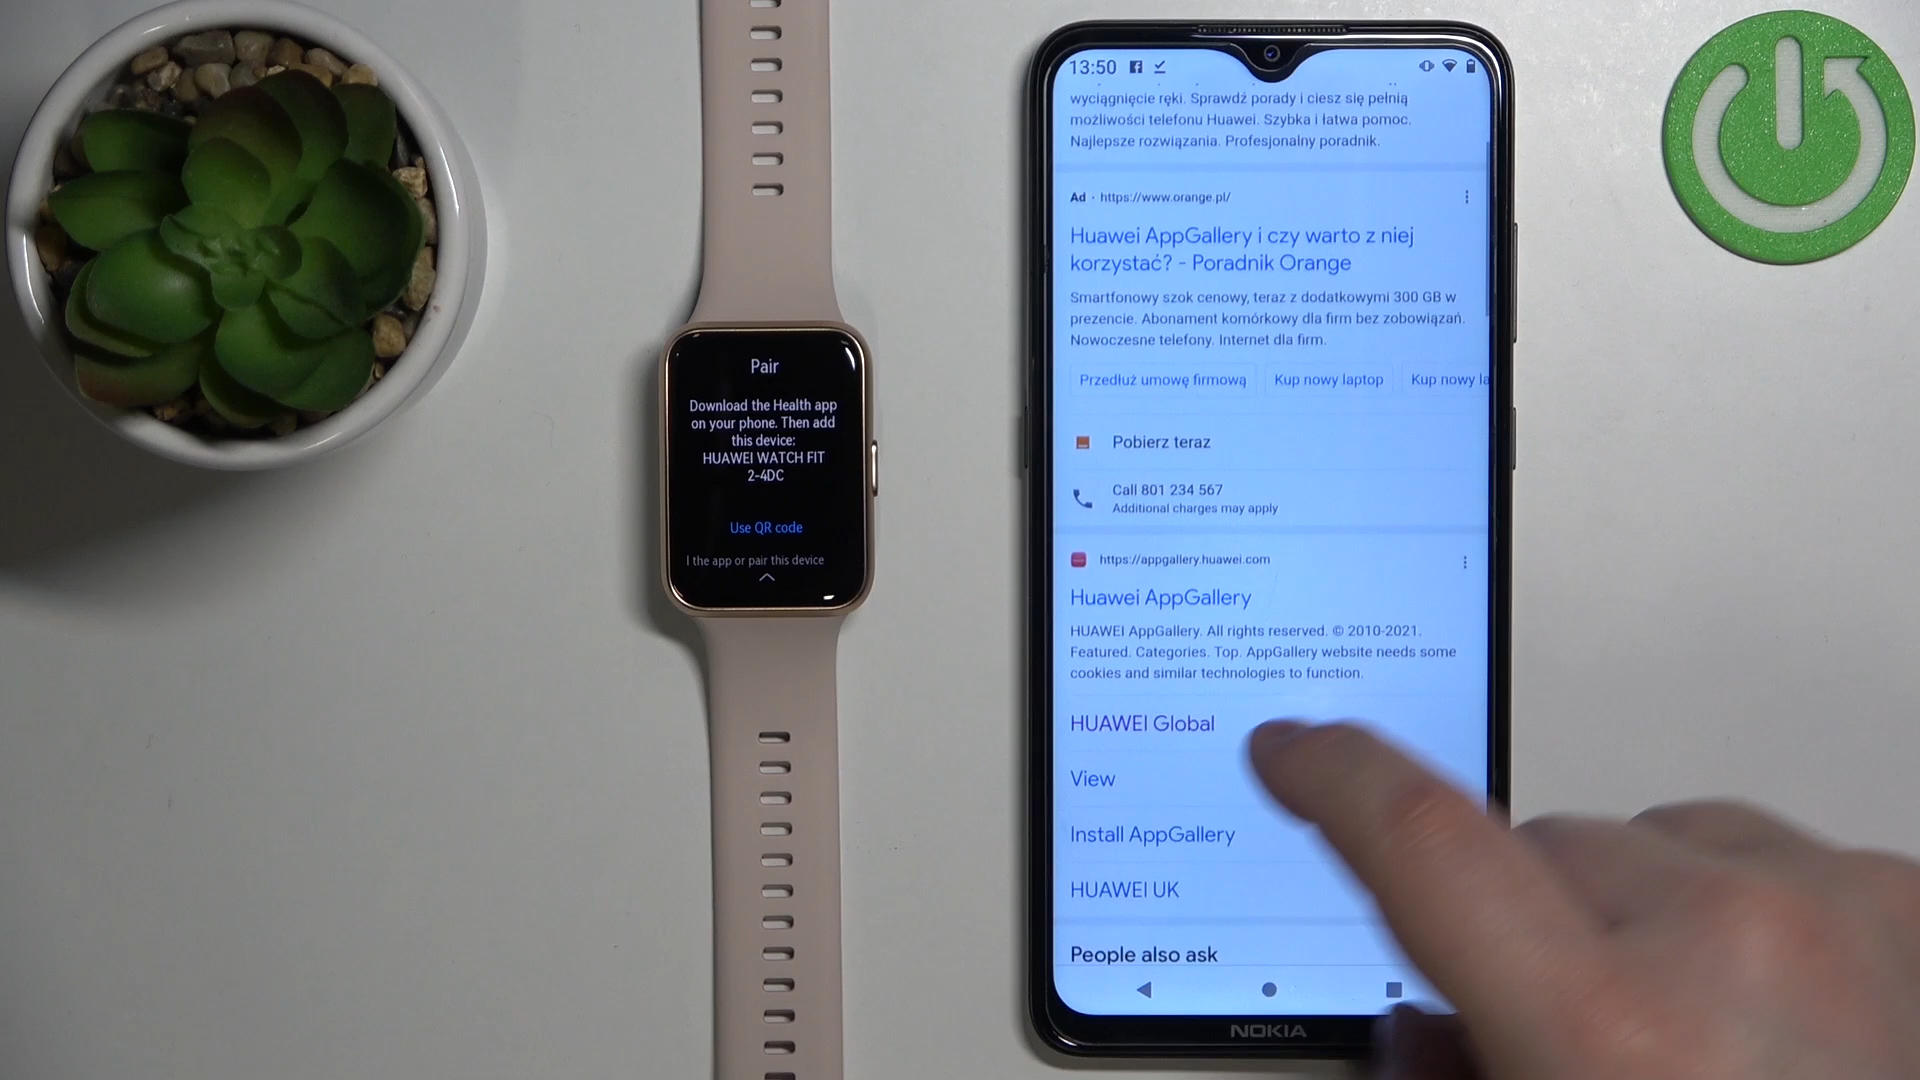 Pair
Download the Health app
on your phone. Then add
this device:
HUAWEI WATCH FIT
2-4DC
Use QR code
l the app or pair this device
13:50
wyciągnięcie ręki. Sprawdź porady i ciesz się pełnią
możliwości telefonu Huawei. Szybka i łatwa pomoc.
Najlepsze rozwiązania. Profesjonalny poradnik.
Ad · https://www.orange.pl/
Huawei AppGallery i czy warto z niej
korzystać? - Poradnik Orange
Smartfonowy szok cenowy, teraz z dodatkowymi 300 GB w
prezencie. Abonament komórkowy dla firm bez zobowiązań.
Nowoczesne telefony. Internet dla firm.
Przedłuż umowę firmową
Kup nowy laptop
Kup nowy la
Pobierz teraz
Call 801 234 567
Additional charges may apply
https://appgallery.huawei.com
Huawei AppGallery
HUAWEI AppGallery. All rights reserved. © 2010-2021.
Featured. Categories. Top. AppGallery website needs some
cookies and similar technologies to function.
HUAWEI Global
View
Install AppGallery
HUAWEI UK
People also ask
NOKIA